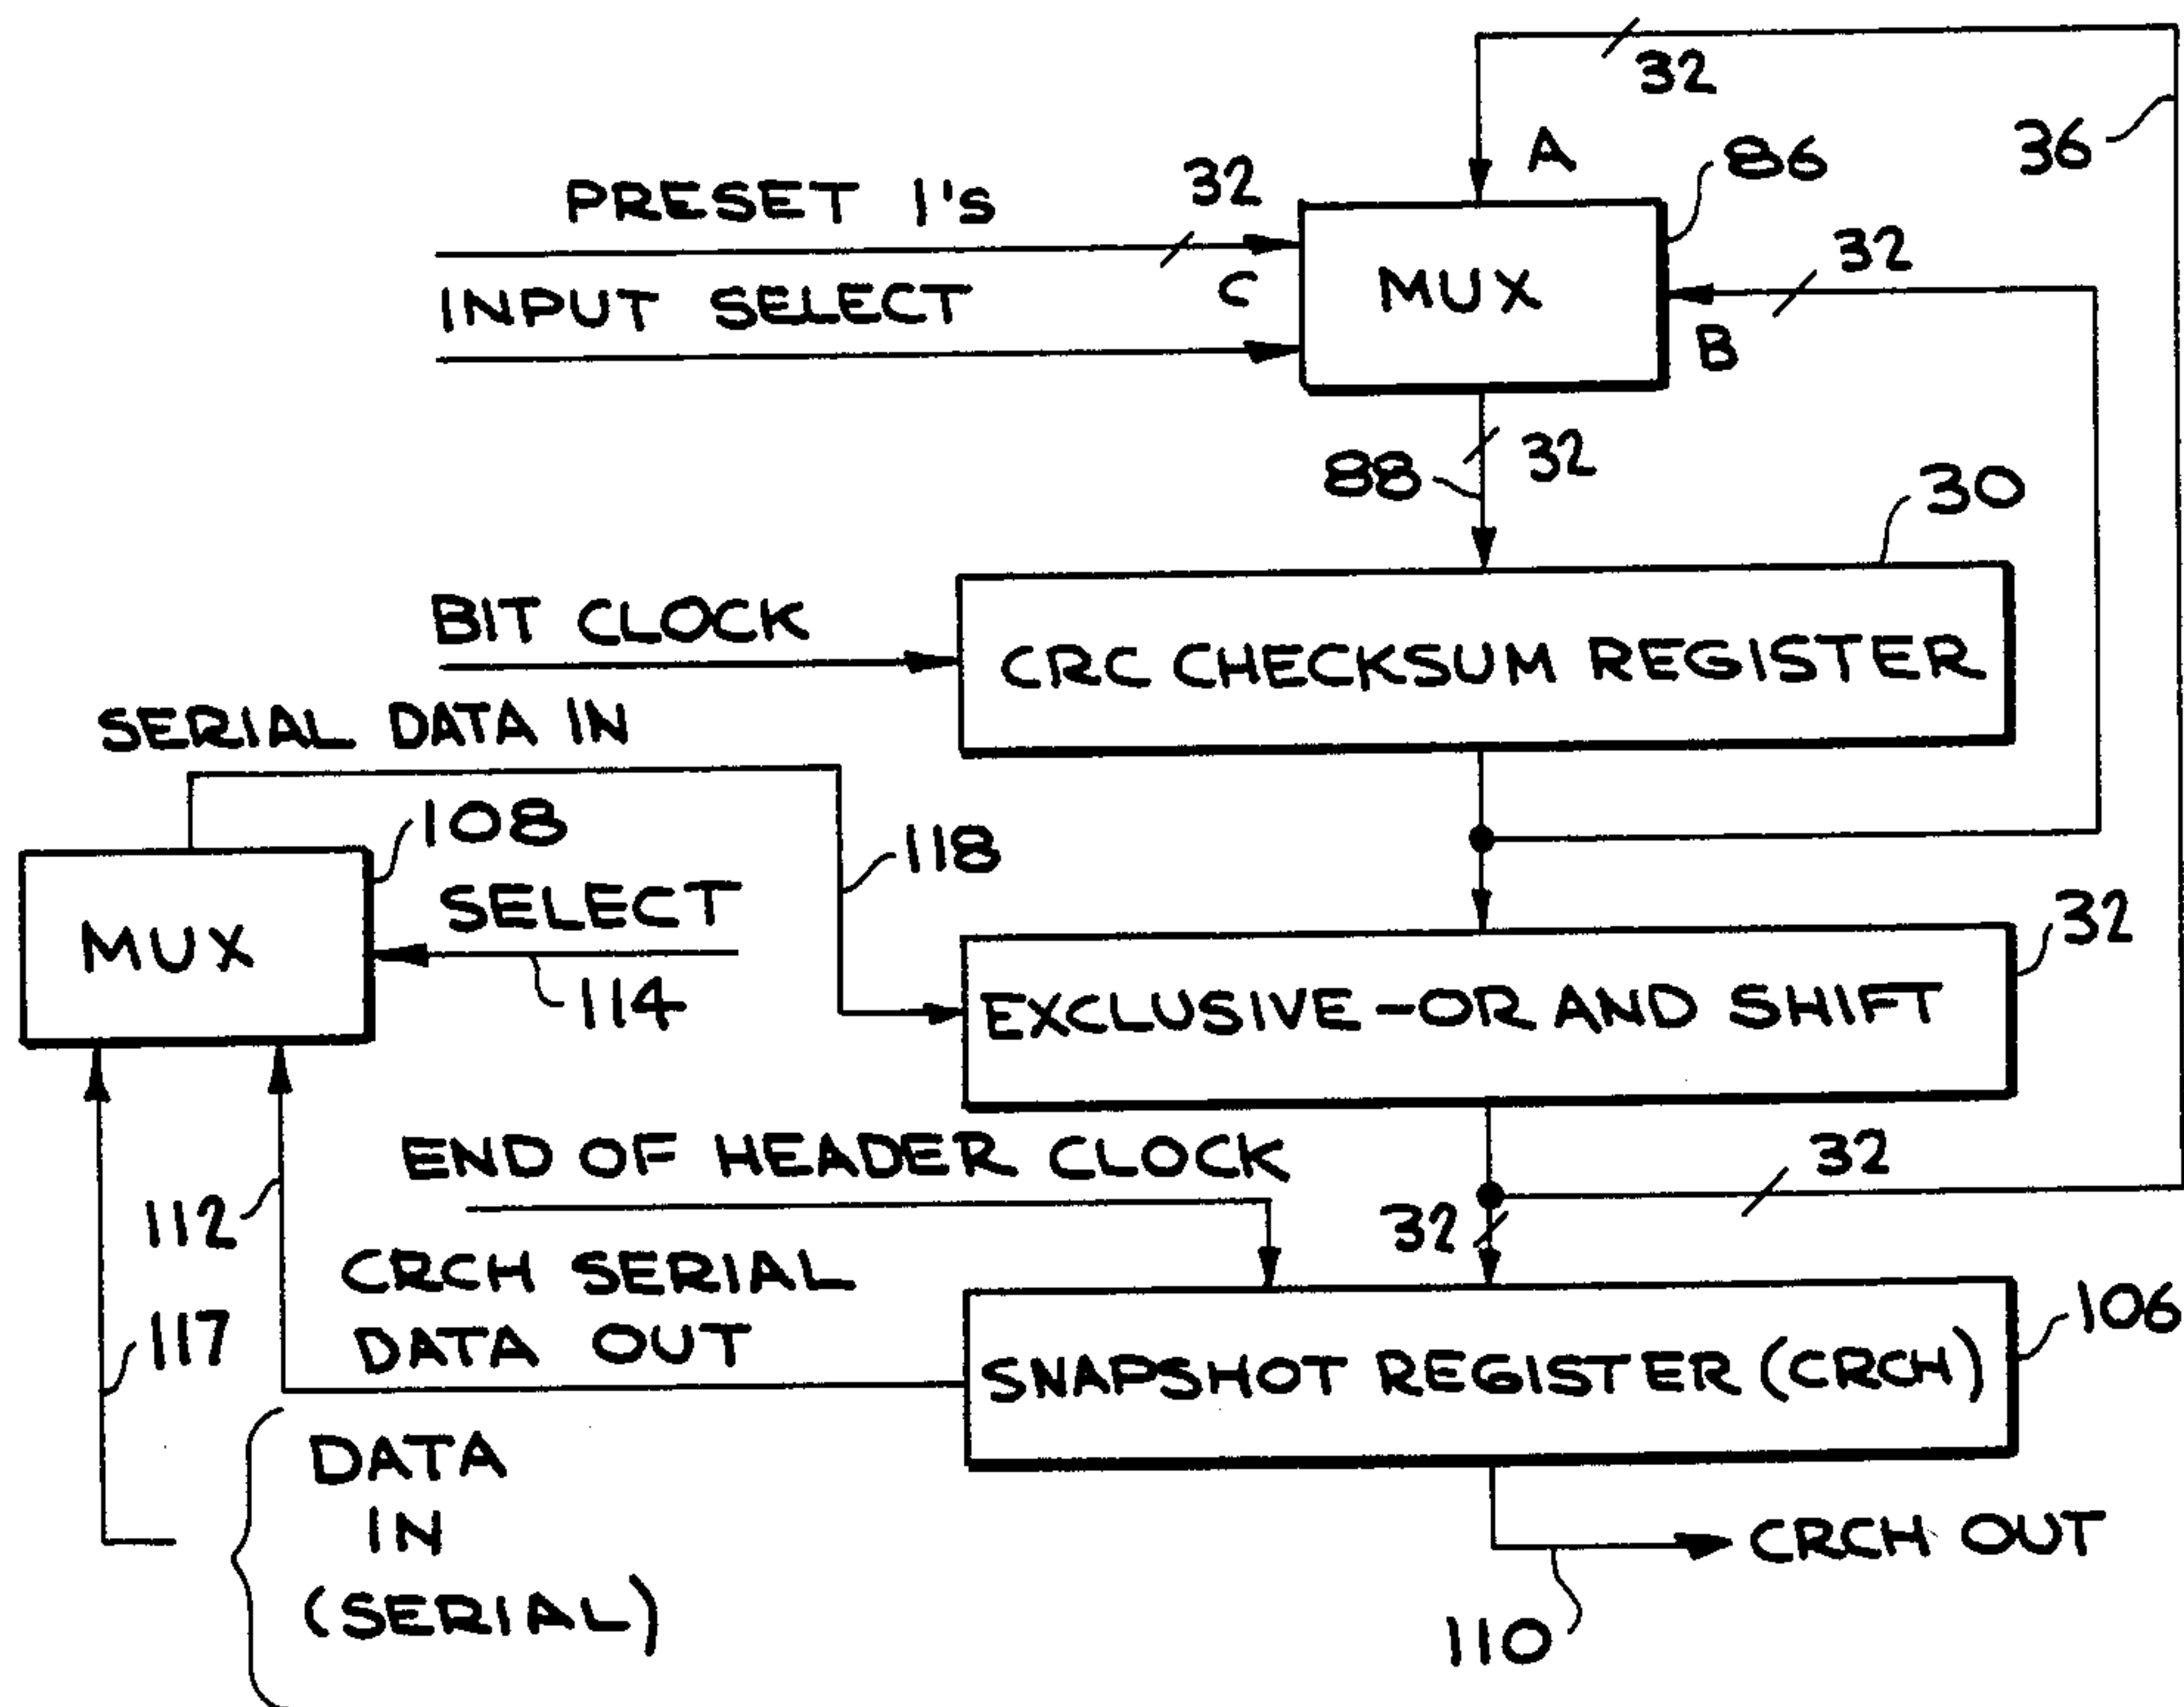 32
36
A
86
PRESET 1's
32
32
C
MUX
INPUT SELECT
B
32
88
30
BIT CLOCK
CRC CHECKSUM REGISTER
SERIAL DATA IN
108
118
SELECT
32
MUX
114
EXCLUSIVE-OR AND SHIFT
END OF HEADER CLOCK
32
112
32
CRCH SERIAL
DATA OUT
106
117
SNAPSHOT REGISTER (CRCH)
DATA
IN
(SERIAL)
CRCH OUT
110